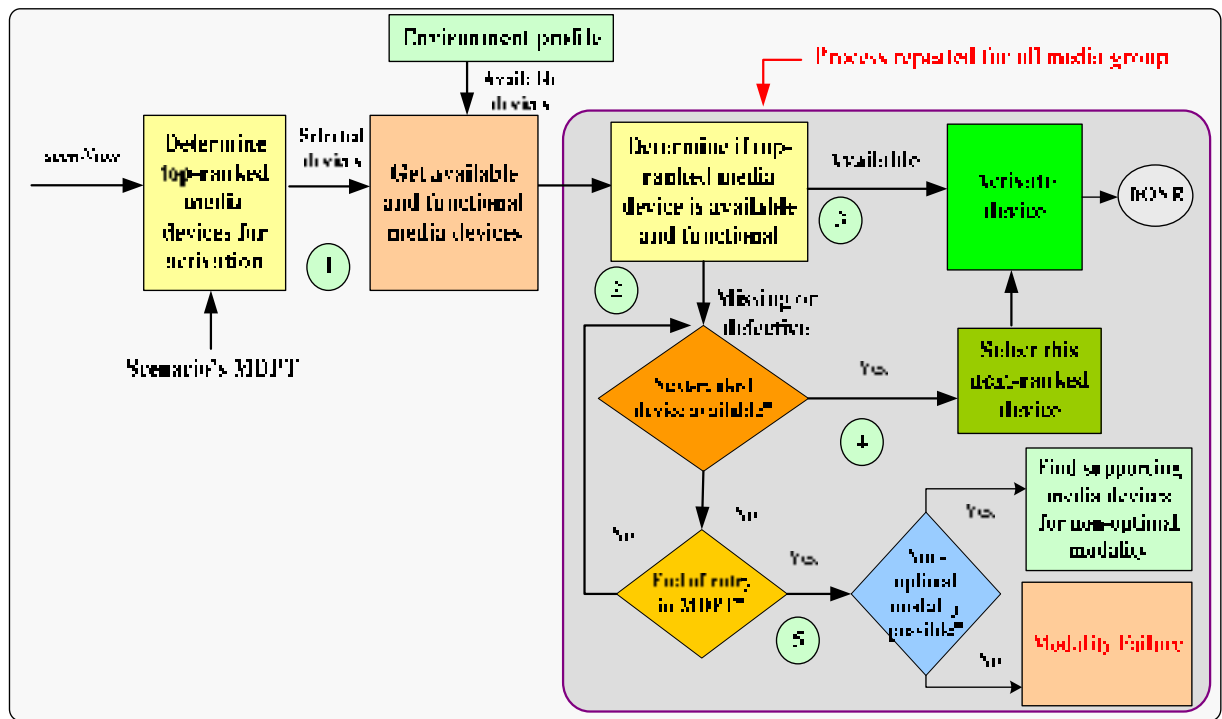 Environment profile
Process repeated for all media group
Available
devices
Determine
top-ranked
media
devices for
activation
Selected
devices
Get available
and functional
media devices
Determine if top-
ranked media
device is available
and functional
Available
Activate
device
DONE
1
2
3
Missing or
defective
Scenario's MDPT
Next-ranked
device available?
Yes
Select this
next-ranked
device
4
No
No
End of entry
in MDPT?
Yes
5
Non-
optimal
modality
possible?
Yes
Find supporting
media devices
for non-optimal
modality
No
Modality Failure